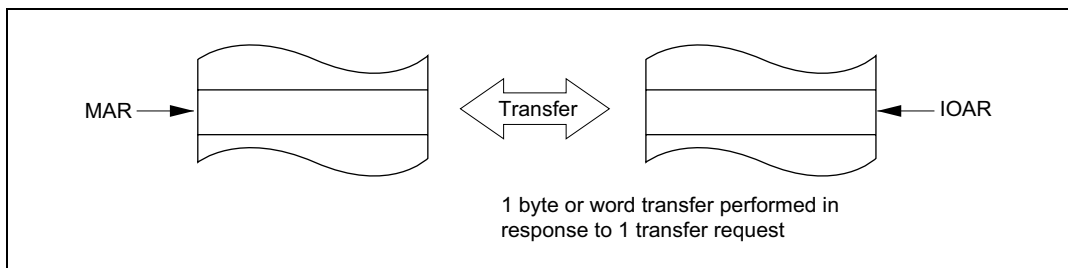 MAR
Transfer
IOAR
1 byte or word transfer performed in
response to 1 transfer request